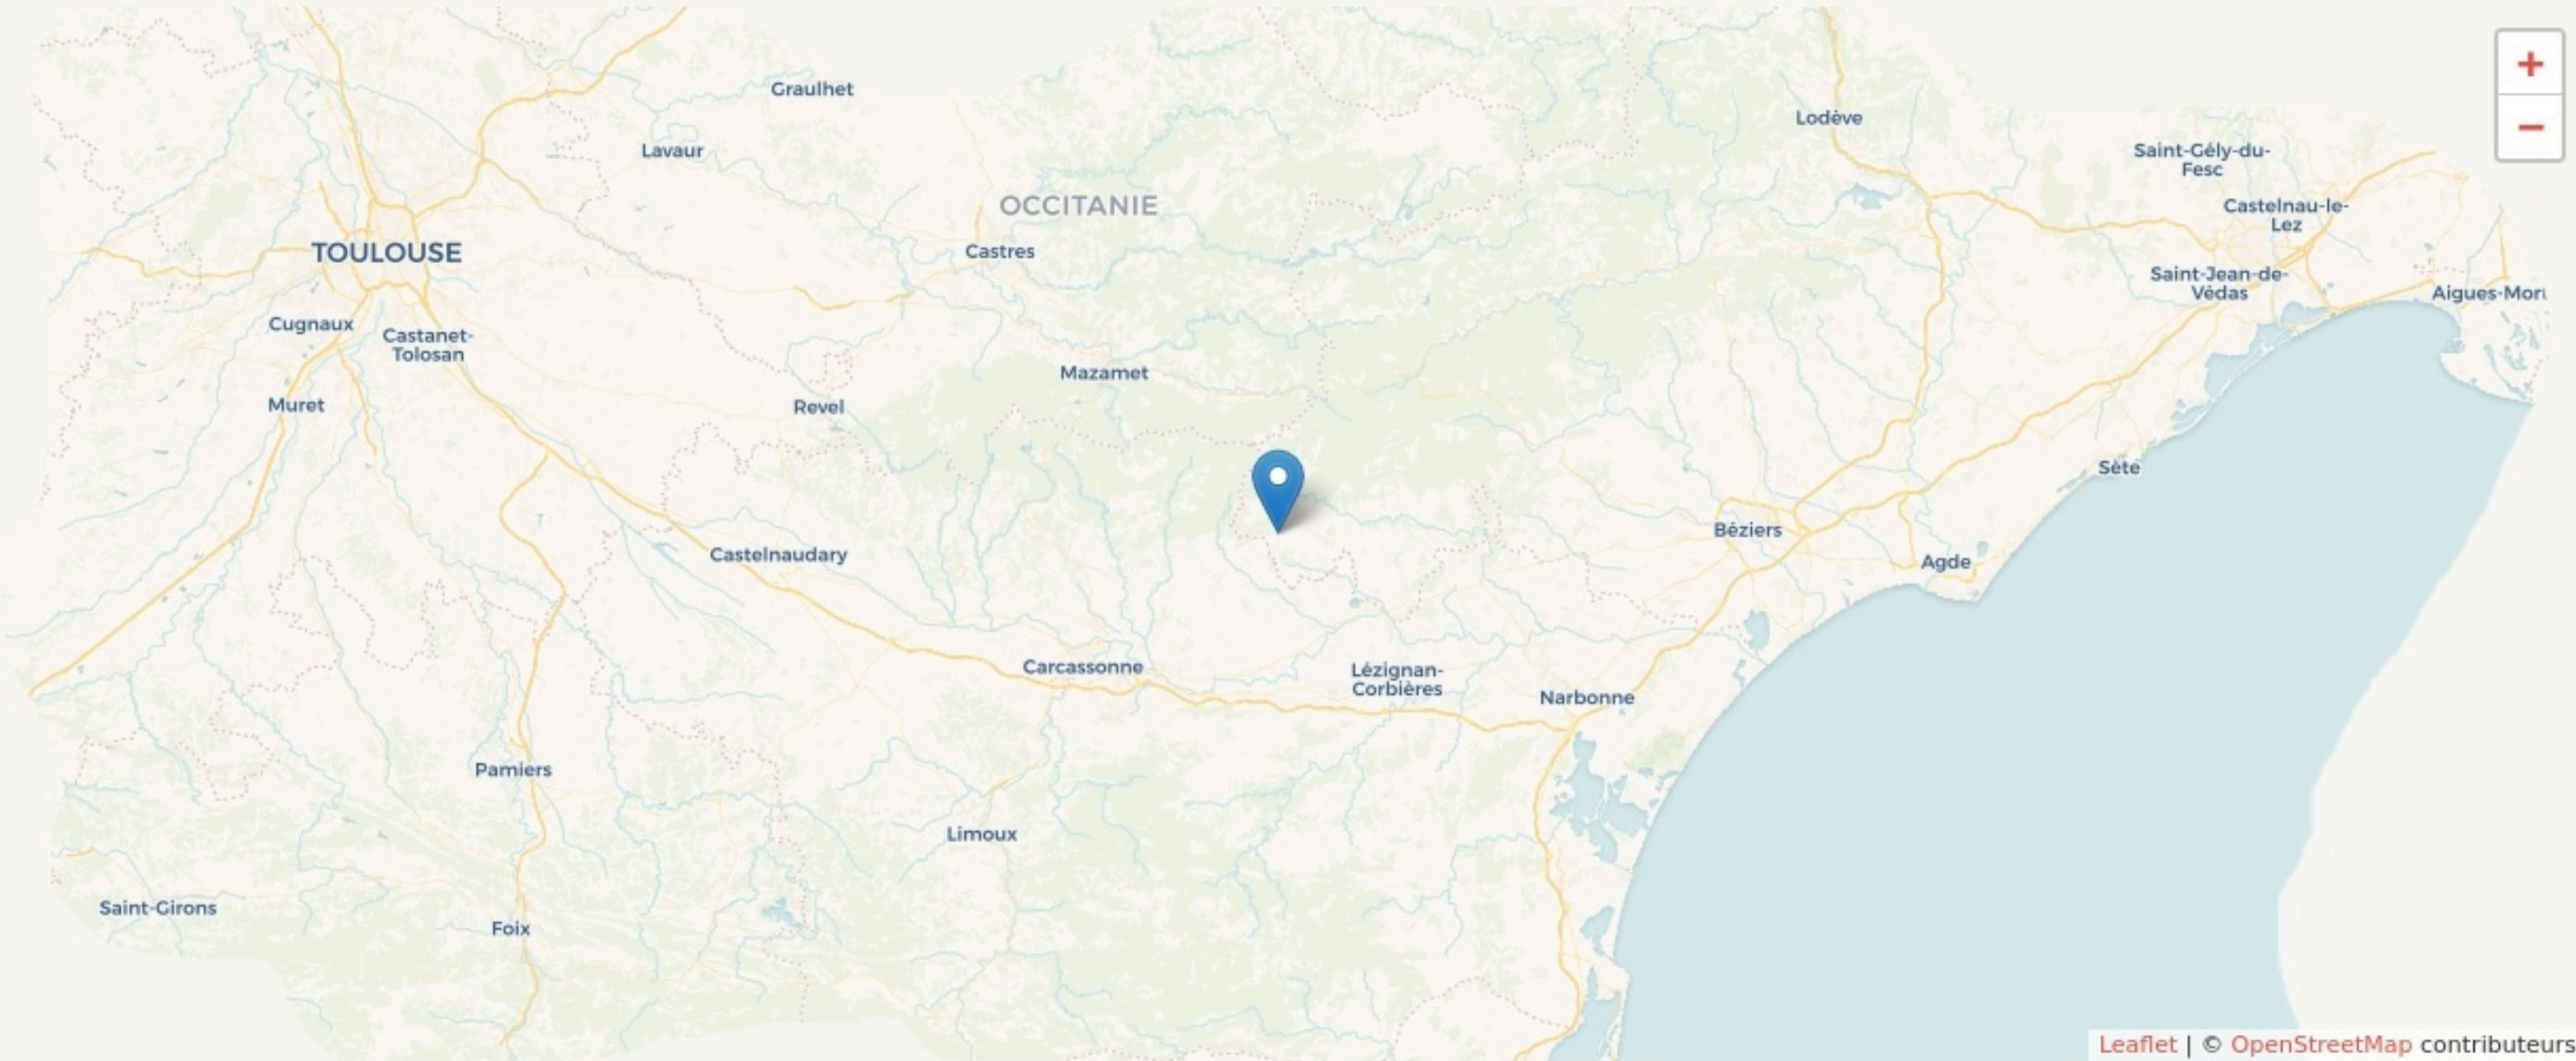 Graulhet
Lodève
Lavaur
Saint-Gély-du-
Fesc
OCCITANIE
Castelnau-le-
Lez
TOULOUSE
Castres
Saint-Jean-de-
Védas
Aigues-Mor
Cugnaux
Castanet-
Tolosan
Mazamet
Muret
Revel
Sète
Béziers
Castelnaudary
Agde
Carcassonne
Lézignan-
Corbières
Narbonne
Pamiers
Limoux
Saint-Girons
Foix
+
−
Leaflet | © OpenStreetMap contributeurs